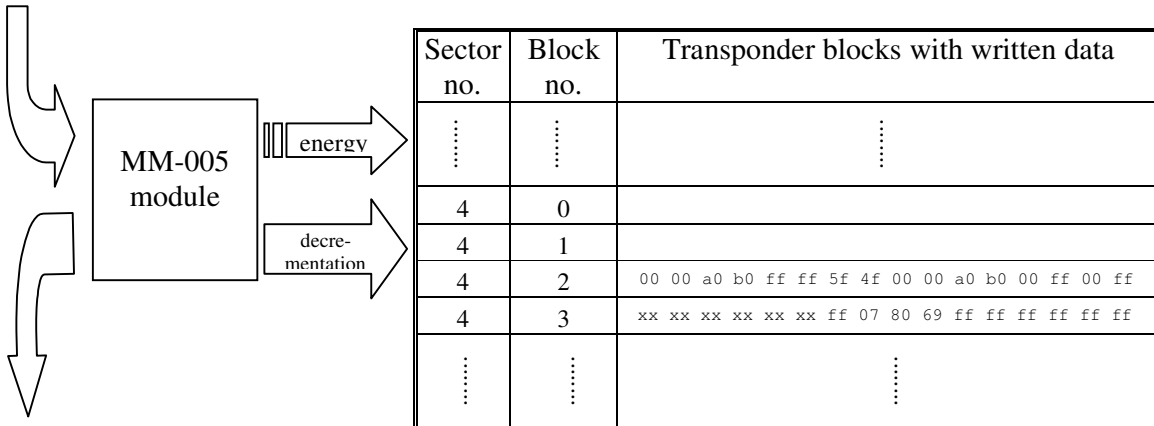 Sector no. Block no. Transponder blocks with written data
MM-005 module
energy
4 0
4 1
decre-
mentation
4 2 00 00 a0 b0 ff ff 5f 4f 00 00 a0 b0 00 ff 00 ff
4 3 xx xx xx xx xx xx ff 07 80 69 ff ff ff ff ff ff